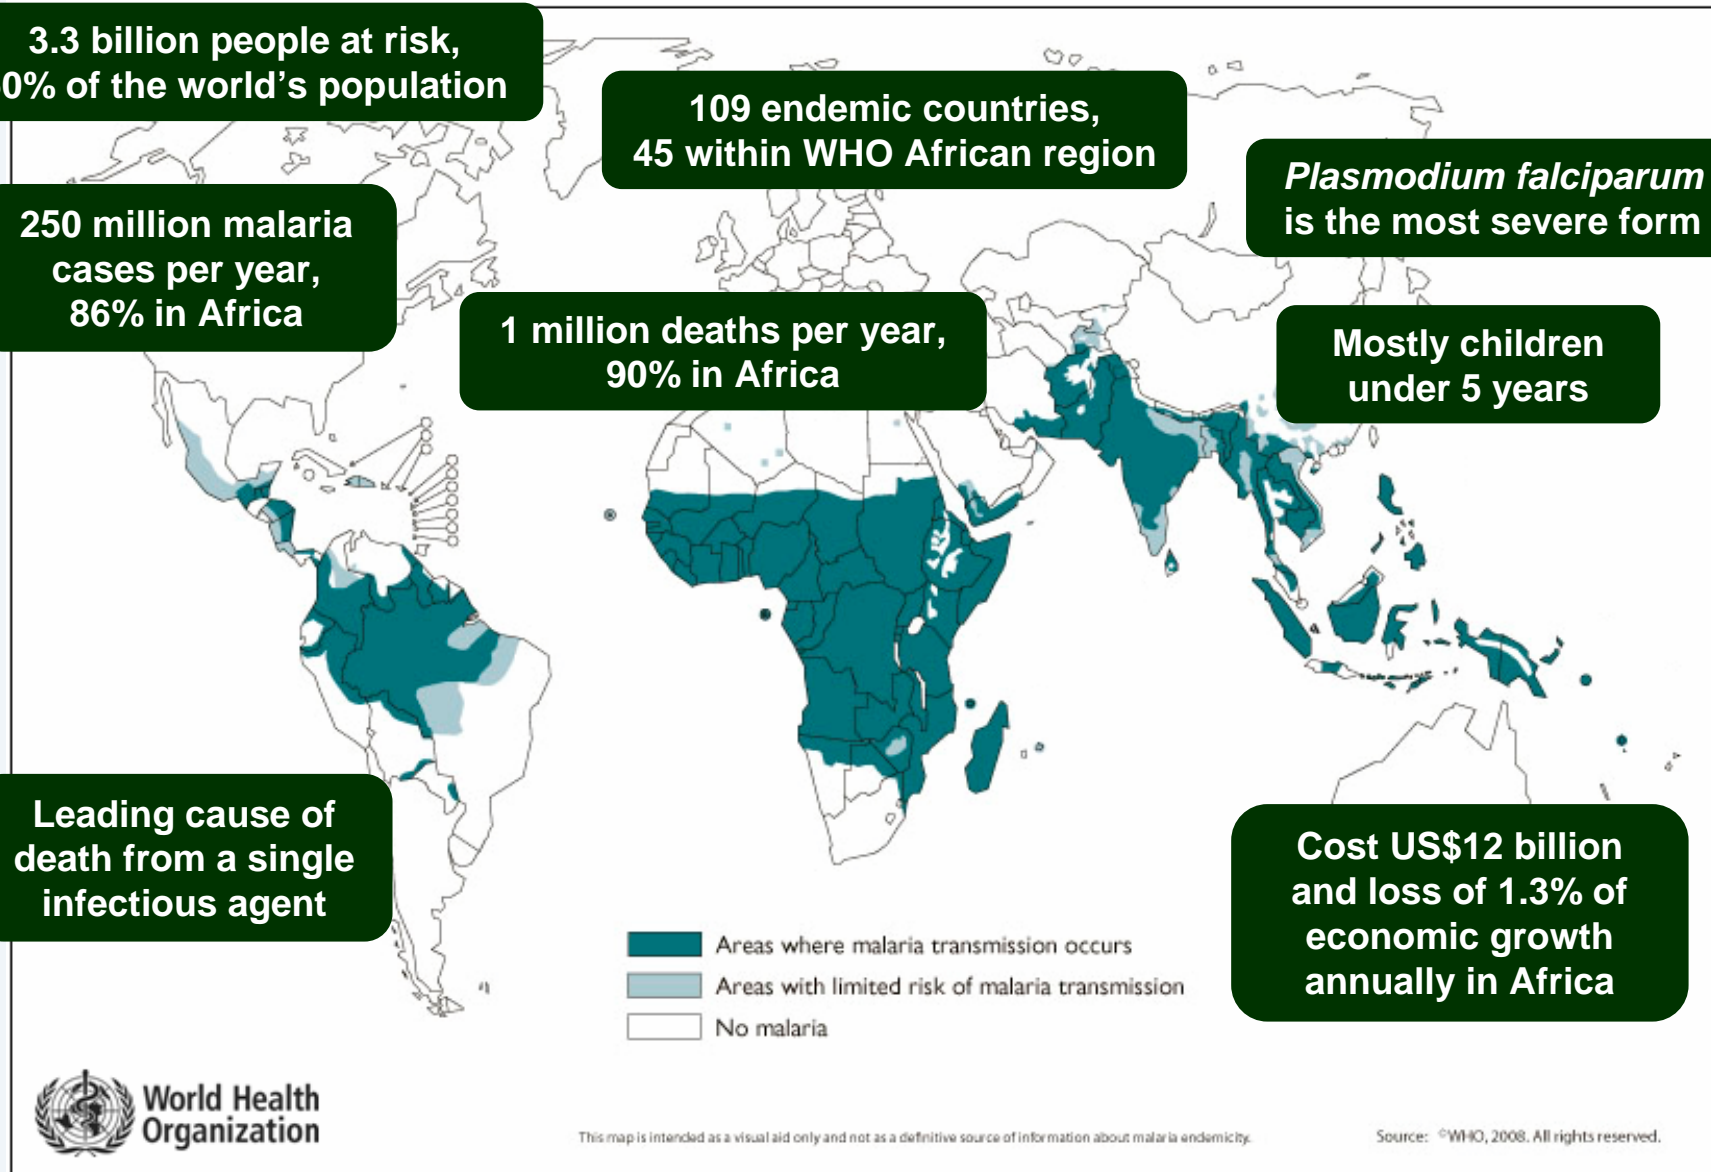 3.3 billion people at risk,
0% of the world's population
109 endemic countries,
45 within WHO African region
Plasmodium falciparum
is the most severe form
250 million malaria
cases per year,
86% in Africa
1 million deaths per year,
90% in Africa
Mostly children
under 5 years
Leading cause of
death from a single
infectious agent
Cost US$12 billion
and loss of 1.3% of
economic growth
annually in Africa
Areas where malaria transmission occurs
Areas with limited risk of malaria transmission
No malaria
World Health
Organization
This map is intended as a visual aid only and not as a definitive source of information about malaria endemicity.
Source: ©WHO, 2008. All rights reserved.